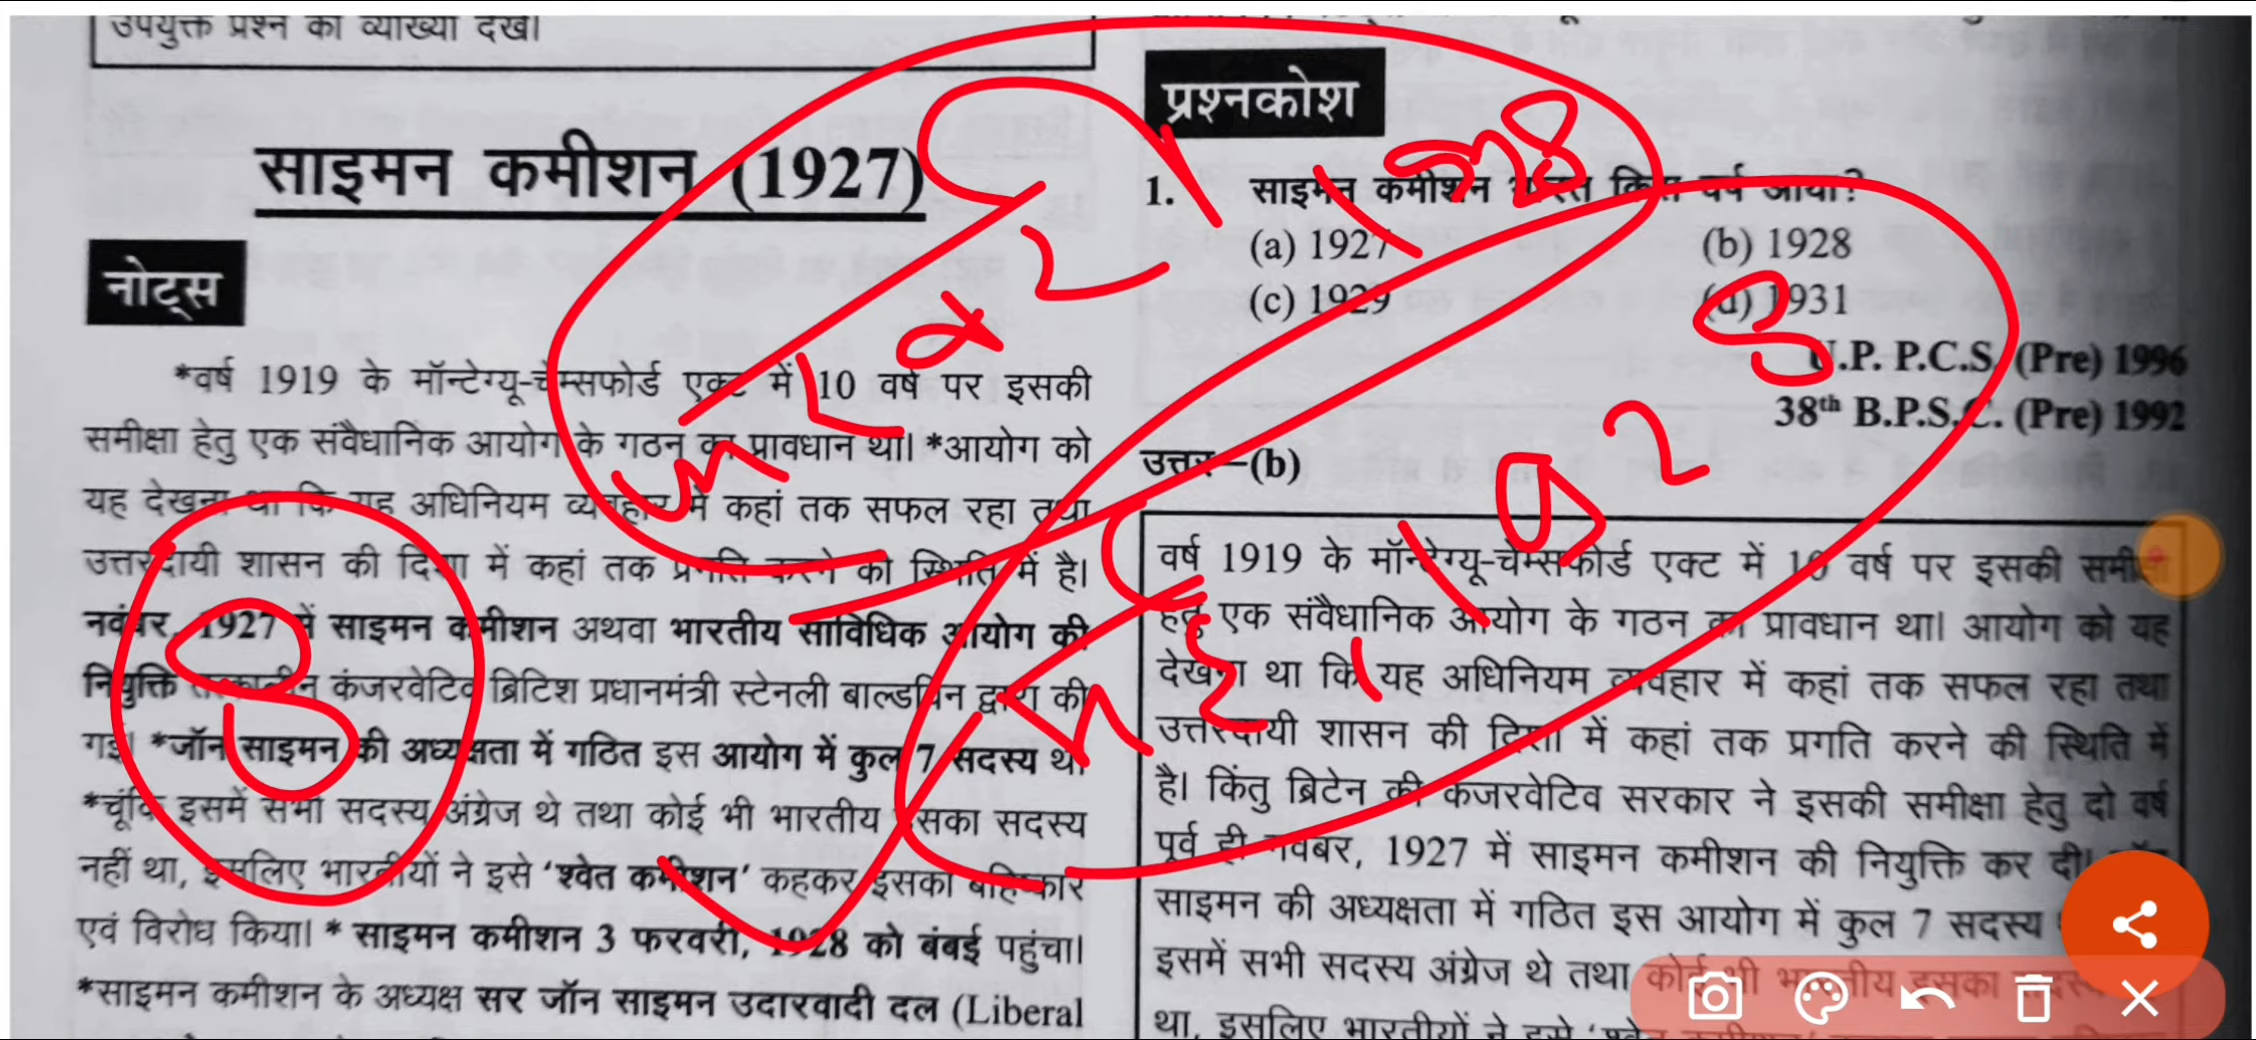 उपर्युक्त प्रश्न की व्याख्या देखें।
साइमन कमीशन (1927)
नोट्स
*वर्ष 1919 के मॉन्टेग्यू-चेम्सफोर्ड एक्ट में 10 वर्ष पर इसकी
समीक्षा हेतु एक संवैधानिक आयोग के गठन का प्रावधान था। *आयोग को
यह देखना था कि यह अधिनियम व्यवहार में कहां तक सफल रहा तथा
उत्तरदायी शासन की दिशा में कहां तक प्रगति करने की स्थिति में है।
नवंबर, 1927 में साइमन कमीशन अथवा भारतीय सांविधिक आयोग की
नियुक्ति तत्कालीन कंजरवेटिव ब्रिटिश प्रधानमंत्री स्टेनली बाल्डविन द्वारा की
गई। *जॉन साइमन की अध्यक्षता में गठित इस आयोग में कुल 7 सदस्य थे।
*चूंकि इसमें सभी सदस्य अंग्रेज थे तथा कोई भी भारतीय इसका सदस्य
नहीं था, इसलिए भारतीयों ने इसे ‘श्वेत कमीशन’ कहकर इसका बहिष्कार
एवं विरोध किया। * साइमन कमीशन 3 फरवरी, 1928 को बंबई पहुंचा।
*साइमन कमीशन के अध्यक्ष सर जॉन साइमन उदारवादी दल (Liberal
प्रश्नकोश
1. साइमन कमीशन भारत किस वर्ष आया?
(a) 1927 (b) 1928
(c) 1929 (d) 1931
U.P. P.C.S. (Pre) 1996
38th B.P.S.C. (Pre) 1992
उत्तर—(b)
वर्ष 1919 के मॉन्टेग्यू-चेम्सफोर्ड एक्ट में 10 वर्ष पर इसकी समीक्षा
हेतु एक संवैधानिक आयोग के गठन का प्रावधान था। आयोग को यह
देखना था कि यह अधिनियम व्यवहार में कहां तक सफल रहा तथा
उत्तरदायी शासन की दिशा में कहां तक प्रगति करने की स्थिति में
है। किंतु ब्रिटेन की कंजरवेटिव सरकार ने इसकी समीक्षा हेतु दो वर्ष
पूर्व ही नवंबर, 1927 में साइमन कमीशन की नियुक्ति कर दी।
साइमन की अध्यक्षता में गठित इस आयोग में कुल 7 सदस्य
इसमें सभी सदस्य अंग्रेज थे तथा कोई भी भारतीय इसका सदस्य
था, इसलिए भारतीयों ने इसे ‘श्वेत